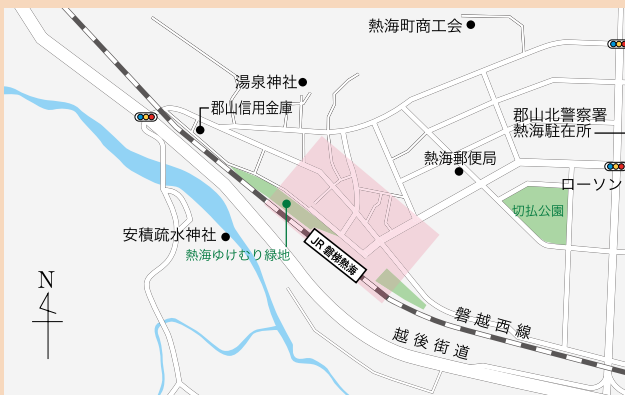 熱海町商工会
湯泉神社
郡山信用金庫
郡山北警察署
熱海駐在所
熱海郵便局
ローソン
切払公園
安積疏水神社
熱海ゆけむり緑地
JR 磐梯熱海
N
磐越西線
越後街道